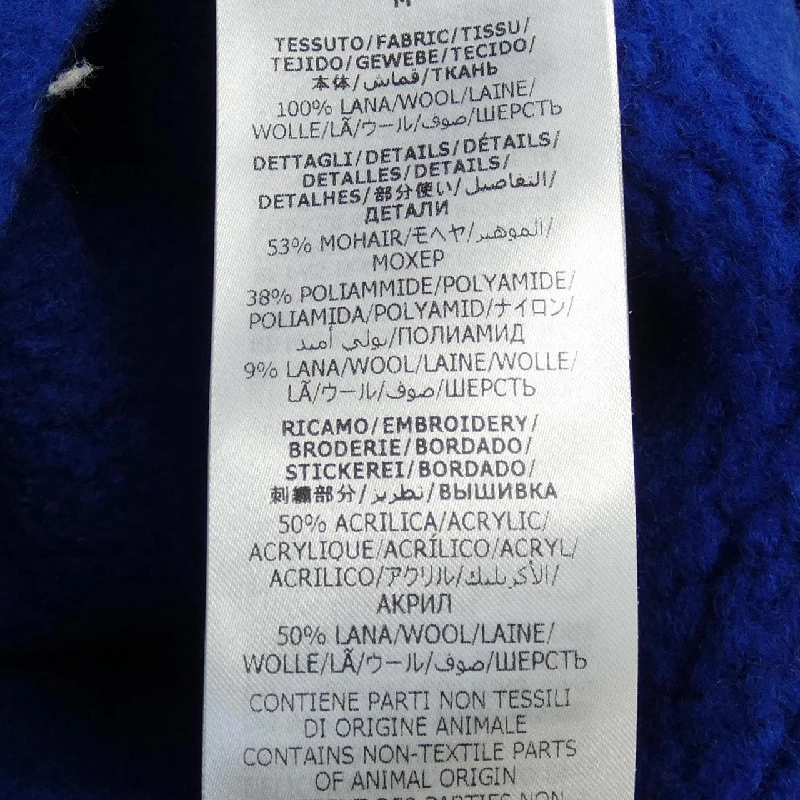 M
TESSUTO/FABRIC/TISSU/
TEJIDO/GEWEBE/TECIDO/
本体/قماش/ТКАНЬ
100% LANA/WOOL/LAINE/
WOLLE/LÃ/ウール/صوف/ШЕРСТЬ
DETTAGLI/DETAILS/DÉTAILS/
DETALLES/DETAILS/
DETALHES/部分使い/التفاصيل/
ДЕТАЛИ
53% MOHAIR/モヘヤ/الموهير/
МОХЕР
38% POLIAMMIDE/POLYAMIDE/
POLIAMIDA/POLYAMID/ナイロン/
بولي أميد/ПОЛИАМИД
9% LANA/WOOL/LAINE/WOLLE/
LÃ/ウール/صوف/ШЕРСТЬ
RICAMO/EMBROIDERY/
BRODERIE/BORDADO/
STICKEREI/BORDADO/
刺繍部分/تطريز/ВЫШИВКА
50% ACRILICA/ACRYLIC/
ACRYLIQUE/ACRÍLICO/ACRYL/
ACRILICO/アクリル/الأكريليك/
АКРИЛ
50% LANA/WOOL/LAINE/
WOLLE/LÃ/ウール/صوف/ШЕРСТЬ
CONTIENE PARTI NON TESSILI
DI ORIGINE ANIMALE
CONTAINS NON-TEXTILE PARTS
OF ANIMAL ORIGIN